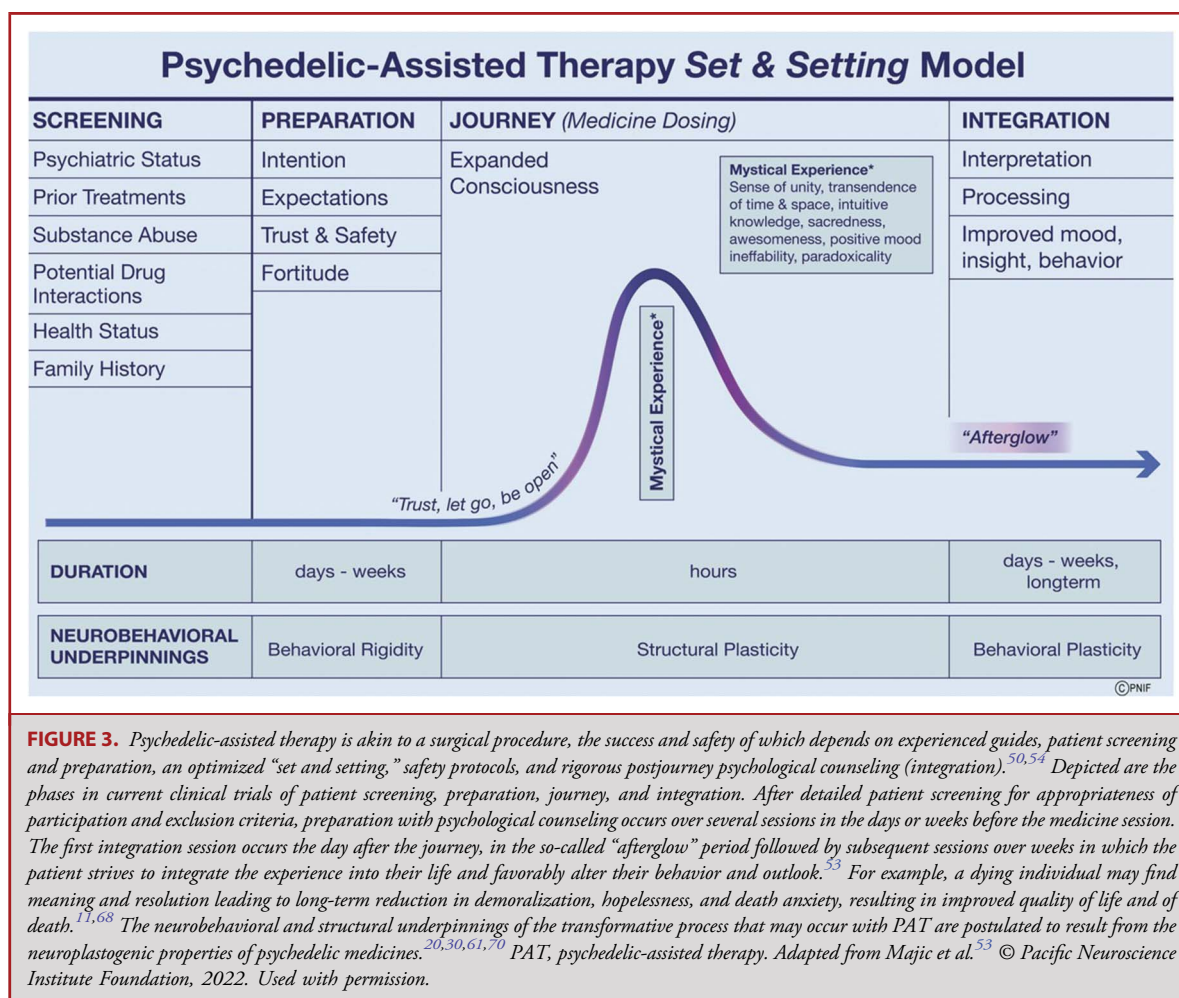 Psychedelic-Assisted Therapy Set & Setting Model
SCREENING
Psychiatric Status
Prior Treatments
Substance Abuse
Potential Drug
Interactions
Health Status
Family History
PREPARATION
Intention
Expectations
Trust & Safety
Fortitude
JOURNEY (Medicine Dosing)
Expanded
Consciousness
Mystical Experience*
Sense of unity, transendence
of time & space, intuitive
knowledge, sacredness,
awesomeness, positive mood
ineffability, paradoxicality
Mystical Experience*
“Trust, let go, be open”
INTEGRATION
Interpretation
Processing
Improved mood,
insight, behavior
“Afterglow”
DURATION
days - weeks
hours
days - weeks,
longterm
NEUROBEHAVIORAL
UNDERPINNINGS
Behavioral Rigidity
Structural Plasticity
Behavioral Plasticity
©PNIF
FIGURE 3. Psychedelic-assisted therapy is akin to a surgical procedure, the success and safety of which depends on experienced guides, patient screening
and preparation, an optimized “set and setting,” safety protocols, and rigorous postjourney psychological counseling (integration).50,54 Depicted are the
phases in current clinical trials of patient screening, preparation, journey, and integration. After detailed patient screening for appropriateness of
participation and exclusion criteria, preparation with psychological counseling occurs over several sessions in the days or weeks before the medicine session.
The first integration session occurs the day after the journey, in the so-called “afterglow” period followed by subsequent sessions over weeks in which the
patient strives to integrate the experience into their life and favorably alter their behavior and outlook.53 For example, a dying individual may find
meaning and resolution leading to long-term reduction in demoralization, hopelessness, and death anxiety, resulting in improved quality of life and of
death.11,68 The neurobehavioral and structural underpinnings of the transformative process that may occur with PAT are postulated to result from the
neuroplastogenic properties of psychedelic medicines.20,30,61,70 PAT, psychedelic-assisted therapy. Adapted from Majic et al.53 © Pacific Neuroscience
Institute Foundation, 2022. Used with permission.